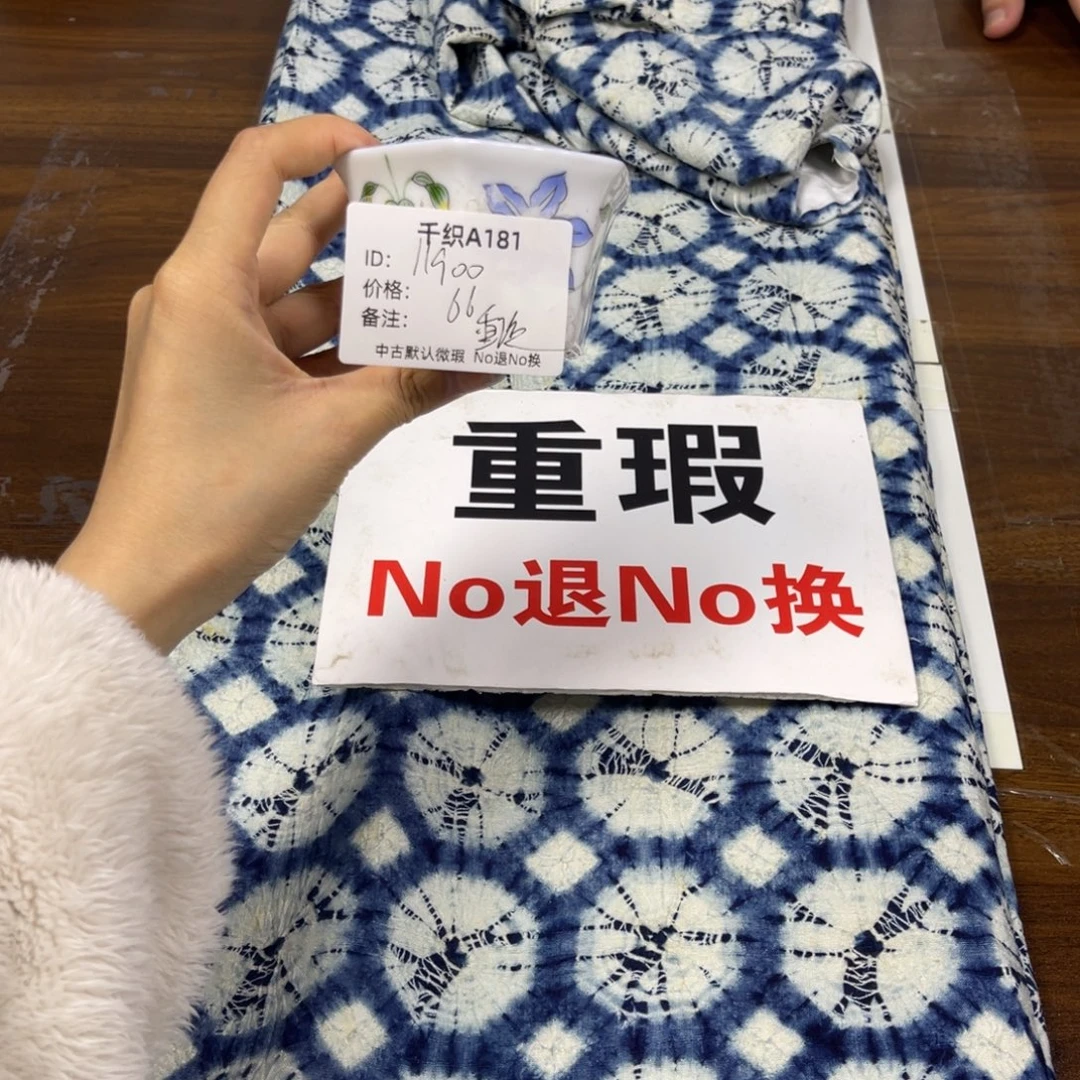 千织A181
ID: 11900
价格: 66
备注:
中古默认微瑕 No退No换
重瑕
No退No换